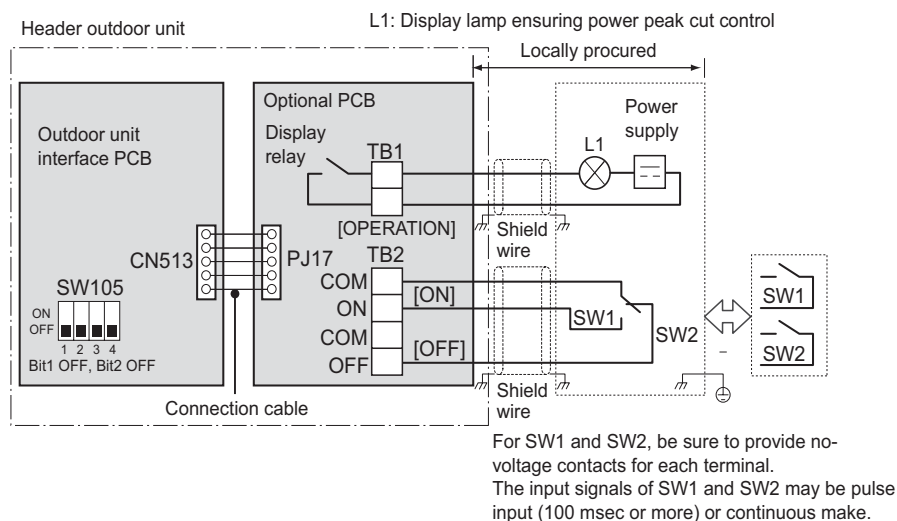 Header outdoor unit
L1: Display lamp ensuring power peak cut control
Locally procured
Outdoor unit
interface PCB
Optional PCB
Display
relay
TB1
[OPERATION]
L1
Power
supply
Shield
wire
CN513
PJ17
TB2
COM
ON
COM
OFF
[ON]
[OFF]
SW1
SW2
SW1
SW2
SW105
ON
OFF
1 2 3 4
Bit1 OFF, Bit2 OFF
Connection cable
Shield
wire
For SW1 and SW2, be sure to provide no-
voltage contacts for each terminal.
The input signals of SW1 and SW2 may be pulse
input (100 msec or more) or continuous make.